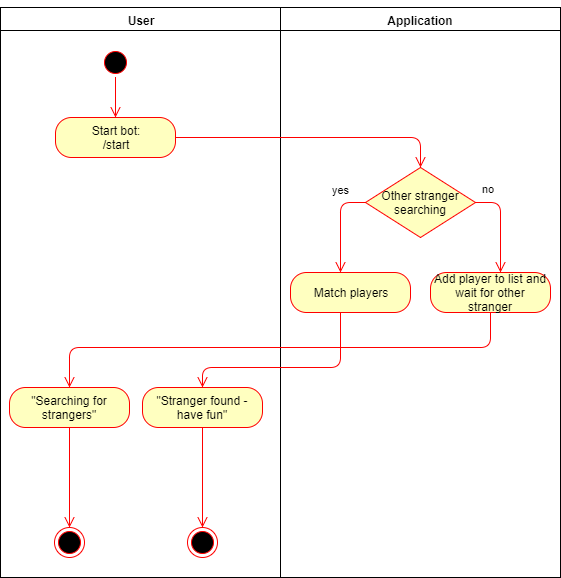 User
Application
Start bot:
/start
Other stranger
searching
yes
no
Match players
Add player to list and
wait for other
stranger
"Searching for
strangers"
"Stranger found -
have fun"